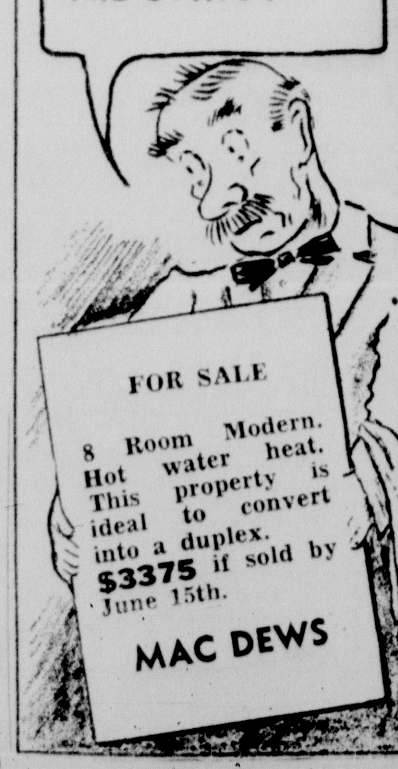 FOR SALE
8 Room Modern.
Hot water heat.
This property is
ideal to convert
into a duplex.
$3375 if sold by
June 15th.
MAC DEWS